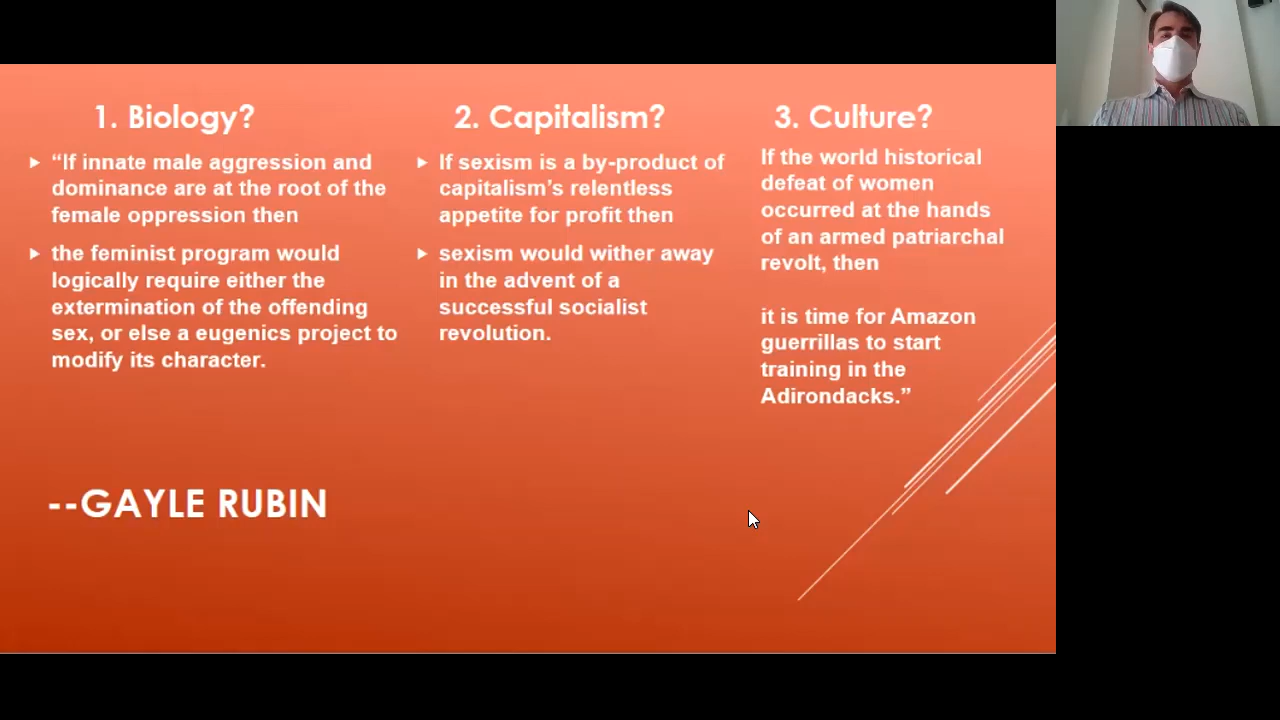 1. Biology?
“If innate male aggression and
dominance are at the root of the
female oppression then
the feminist program would
logically require either the
extermination of the offending
sex, or else a eugenics project to
modify its character.
2. Capitalism?
If sexism is a by-product of
capitalism’s relentless
appetite for profit then
sexism would wither away
in the advent of a
successful socialist
revolution.
3. Culture?
If the world historical
defeat of women
occurred at the hands
of an armed patriarchal
revolt, then
it is time for Amazon
guerrillas to start
training in the
Adirondacks.”
--GAYLE RUBIN